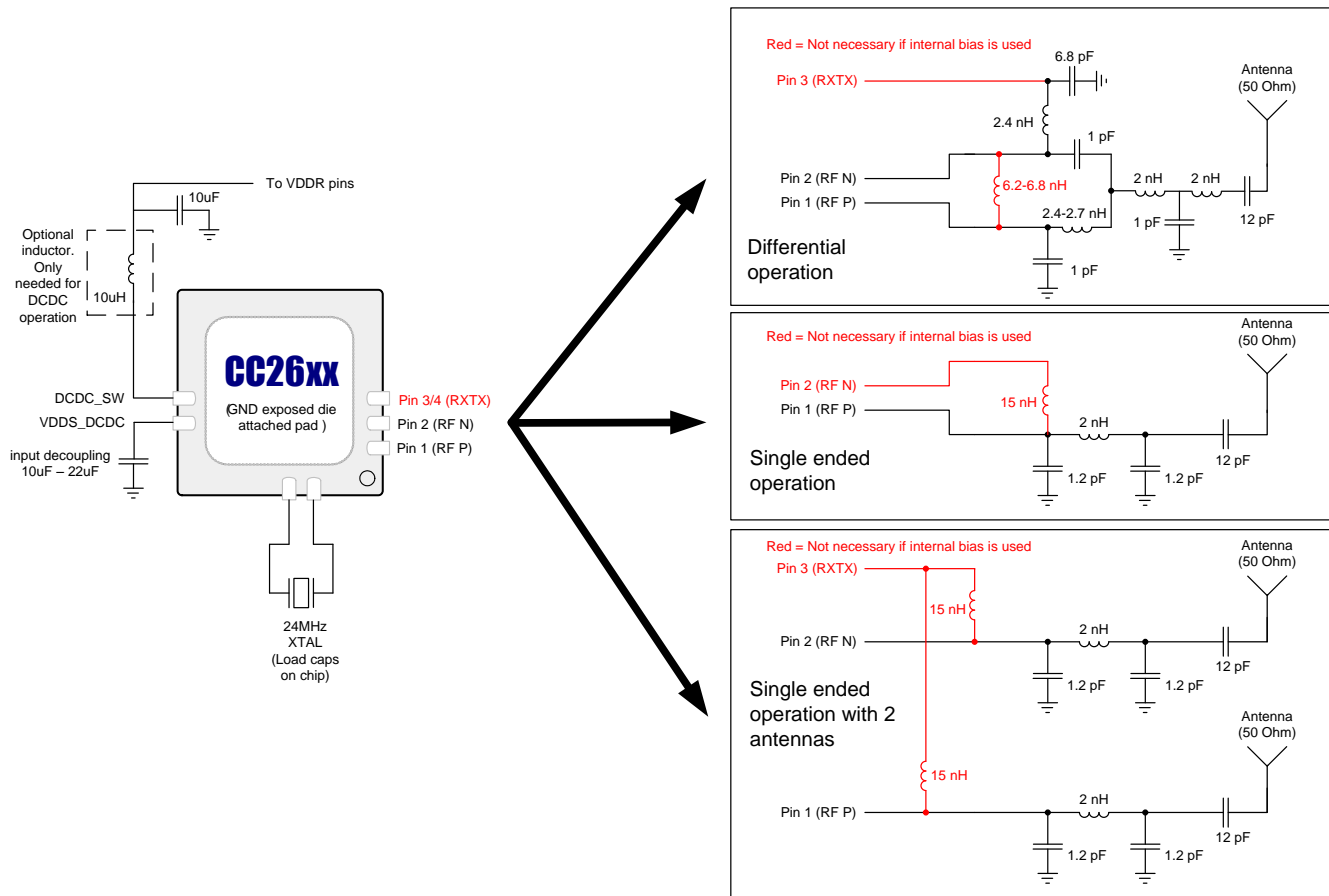 To VDDR pins
10uF
Optional
inductor.
Only
needed for
DCDC
operation
10uH
CC26xx
(GND exposed die
attached pad )
DCDC_SW
VDDS_DCDC
input decoupling
10uF – 22uF
Pin 3/4 (RXTX)
Pin 2 (RF N)
Pin 1 (RF P)
24MHz
XTAL
(Load caps
on chip)
Red = Not necessary if internal bias is used
Pin 3 (RXTX)
6.8 pF
Antenna
(50 Ohm)
2.4 nH
1 pF
Pin 2 (RF N)
Pin 1 (RF P)
6.2-6.8 nH
2 nH
2 nH
2.4-2.7 nH
1 pF
12 pF
1 pF
Differential
operation
Red = Not necessary if internal bias is used
Antenna
(50 Ohm)
Pin 2 (RF N)
Pin 1 (RF P)
15 nH
2 nH
12 pF
1.2 pF
1.2 pF
Single ended
operation
Red = Not necessary if internal bias is used
Pin 3 (RXTX)
Antenna
(50 Ohm)
15 nH
Pin 2 (RF N)
2 nH
12 pF
1.2 pF
1.2 pF
Single ended
operation with 2
antennas
Antenna
(50 Ohm)
15 nH
Pin 1 (RF P)
2 nH
12 pF
1.2 pF
1.2 pF